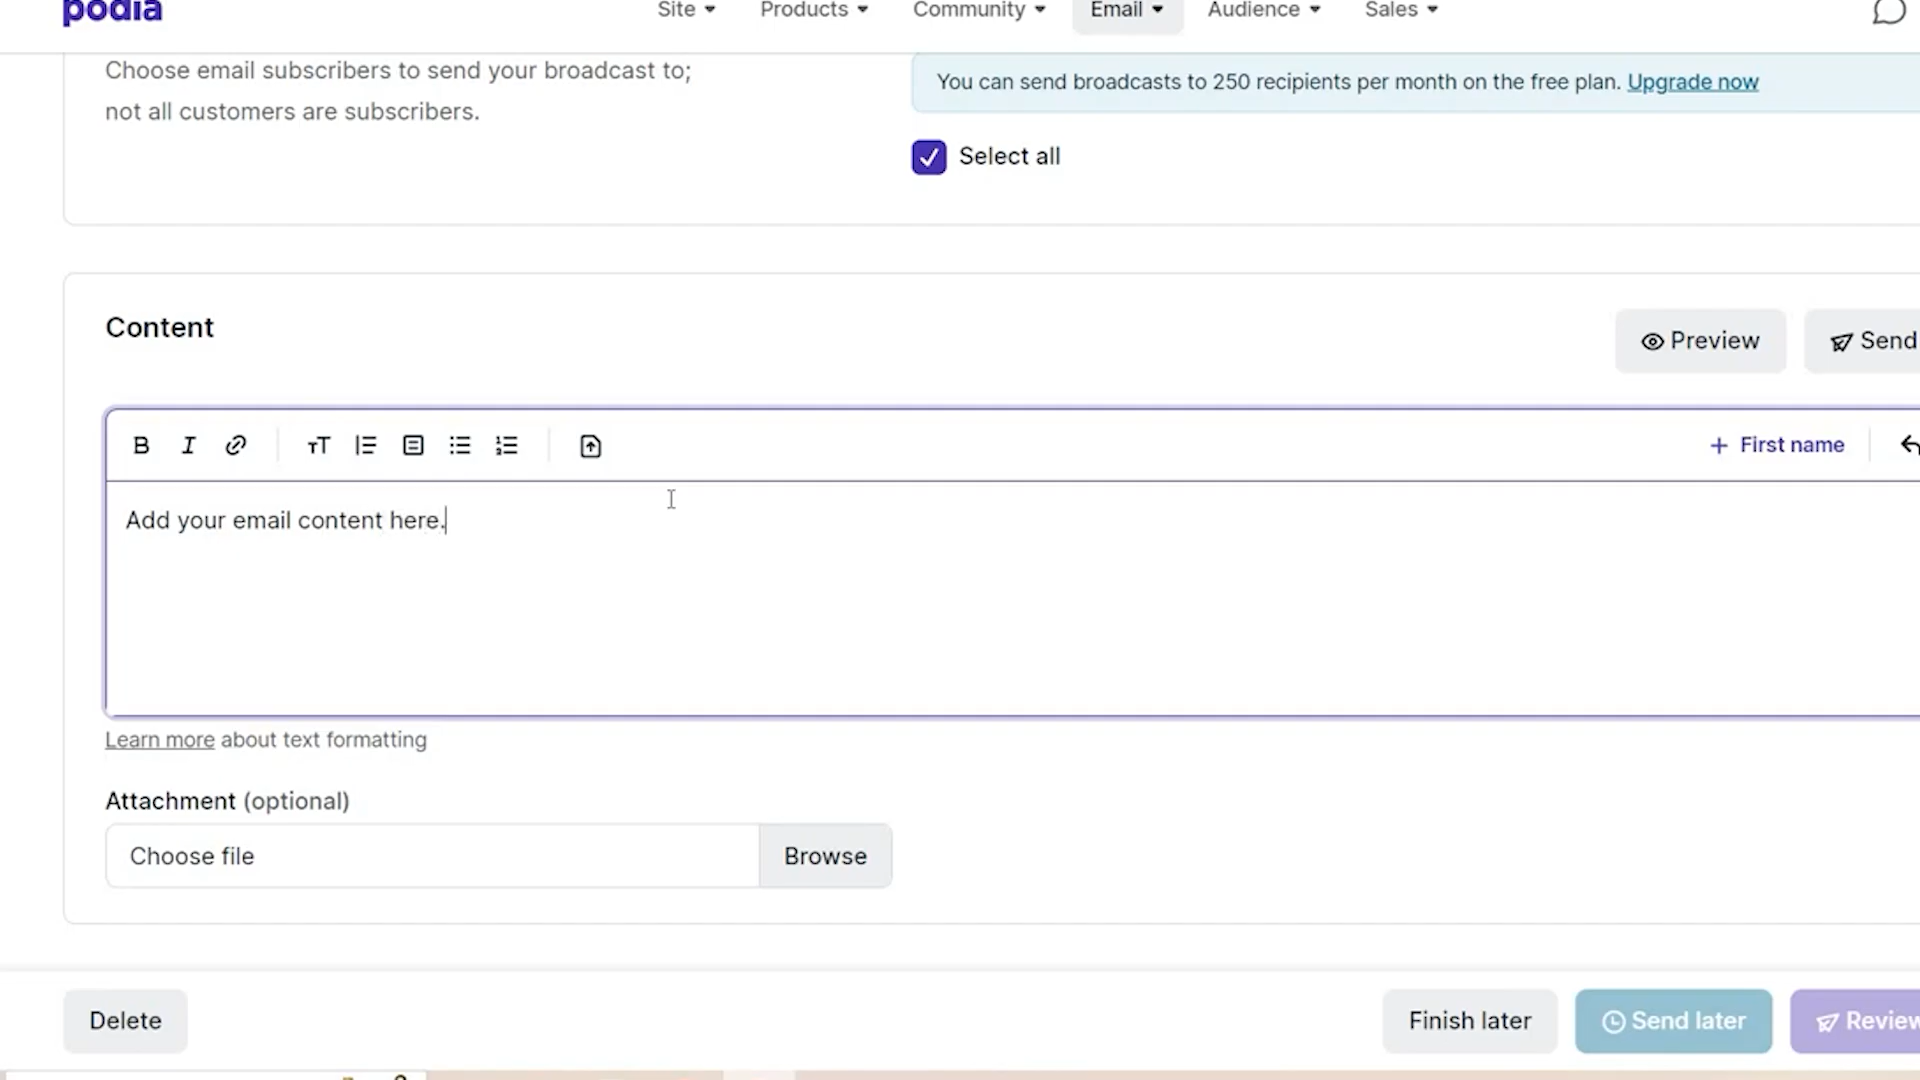 podia
Site
Products
Community
Email
Audience
Sales
Choose email subscribers to send your broadcast to;
not all customers are subscribers.
You can send broadcasts to 250 recipients per month on the free plan. Upgrade now
Select all
Content
Preview
Send
B I
TT
+ First name
Add your email content here.
Learn more about text formatting
Attachment (optional)
Choose file
Browse
Delete
Finish later
Send later
Review